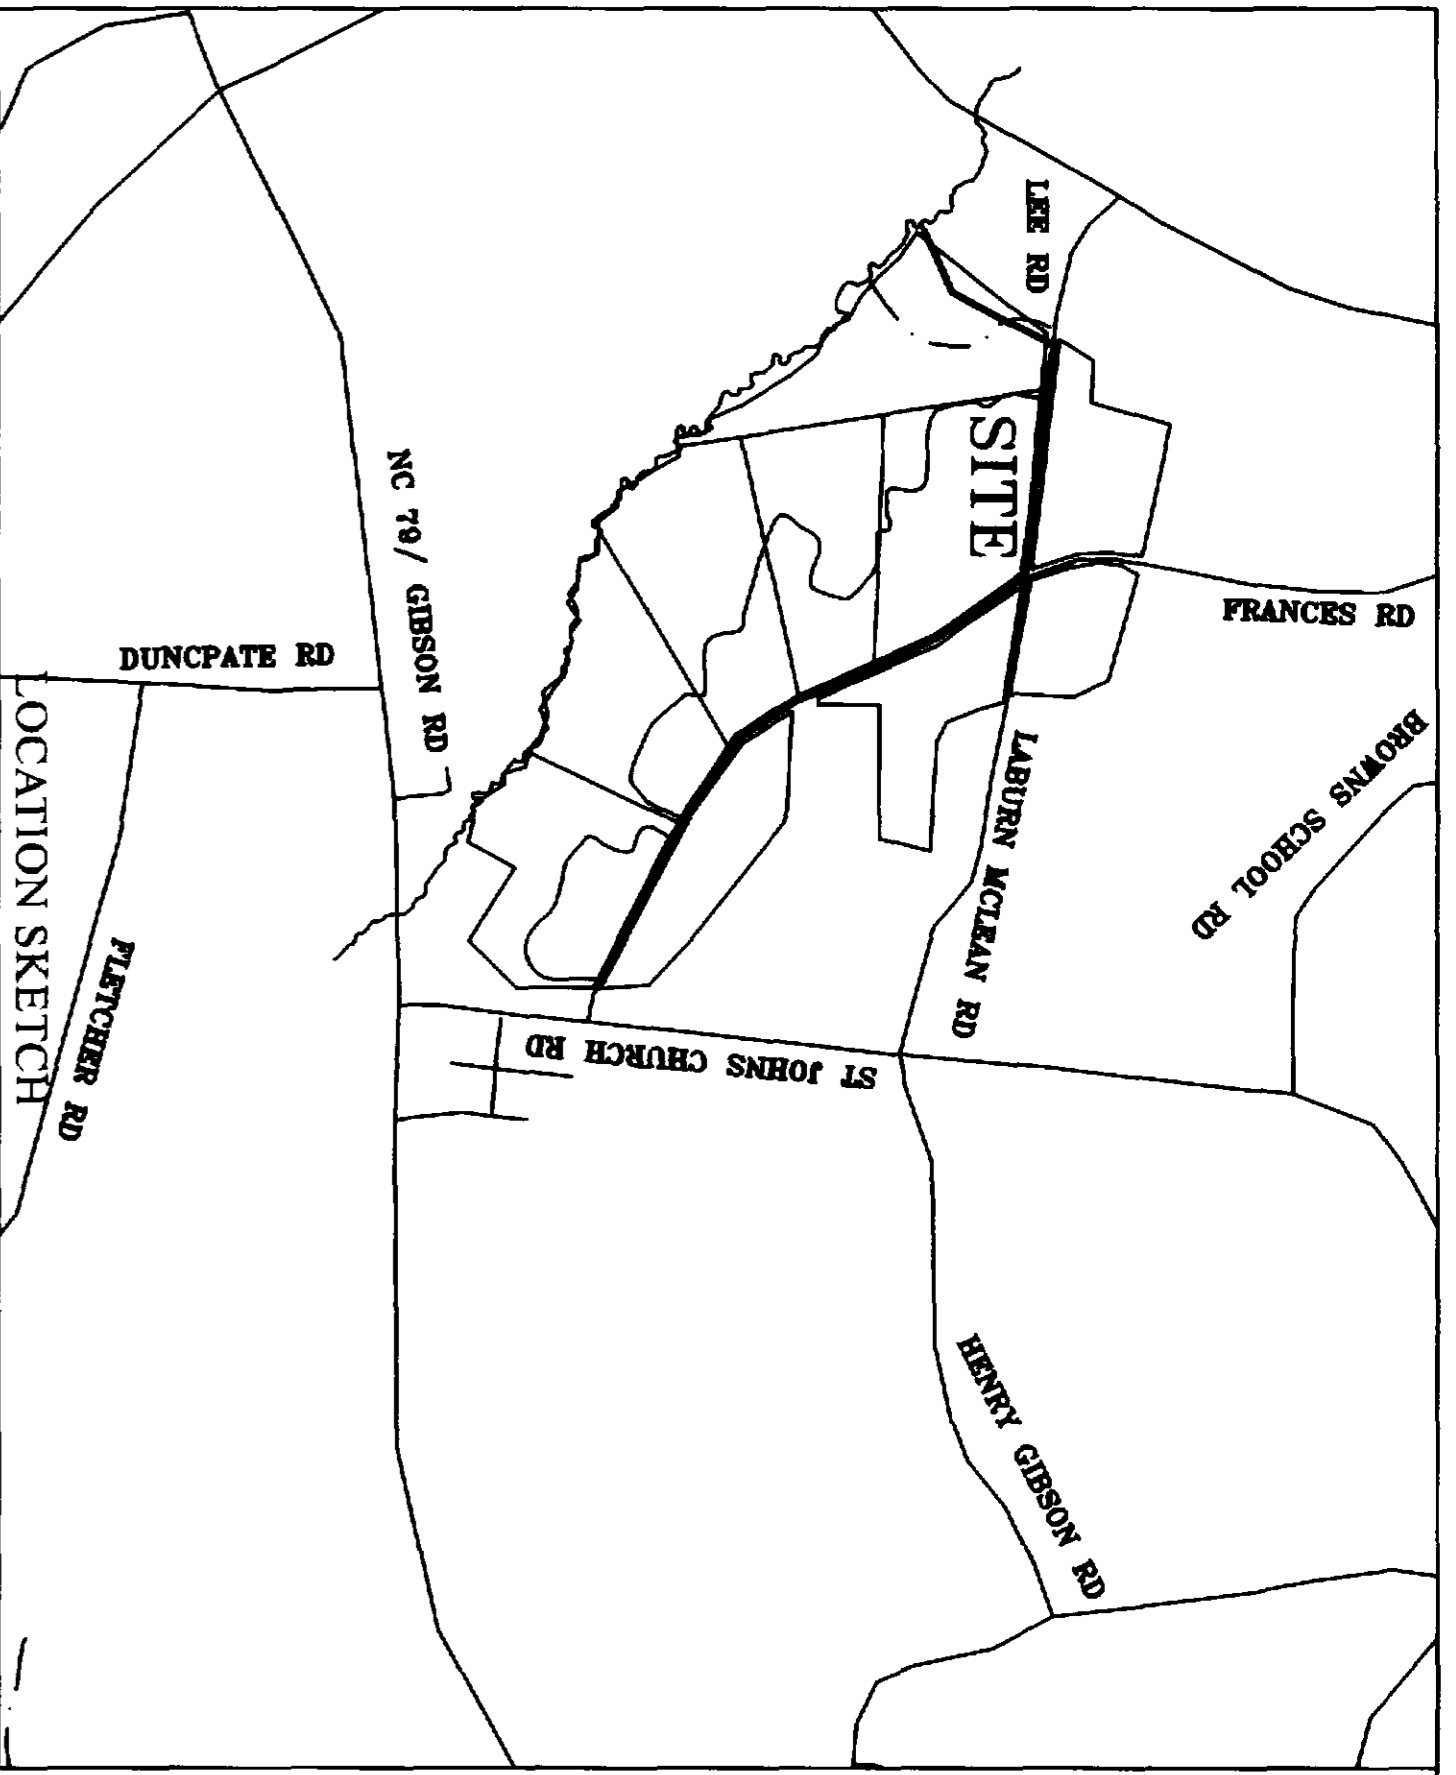 BROWNS SCHOOL RD
FRANCES RD
LEE RD
SITE
LABURN MCLEAN RD
HENRY GIBSON RD
ST JOHNS CHURCH RD
NC 79/ GIBSON RD
DUNCPATE RD
FLETCHER RD
LOCATION SKETCH